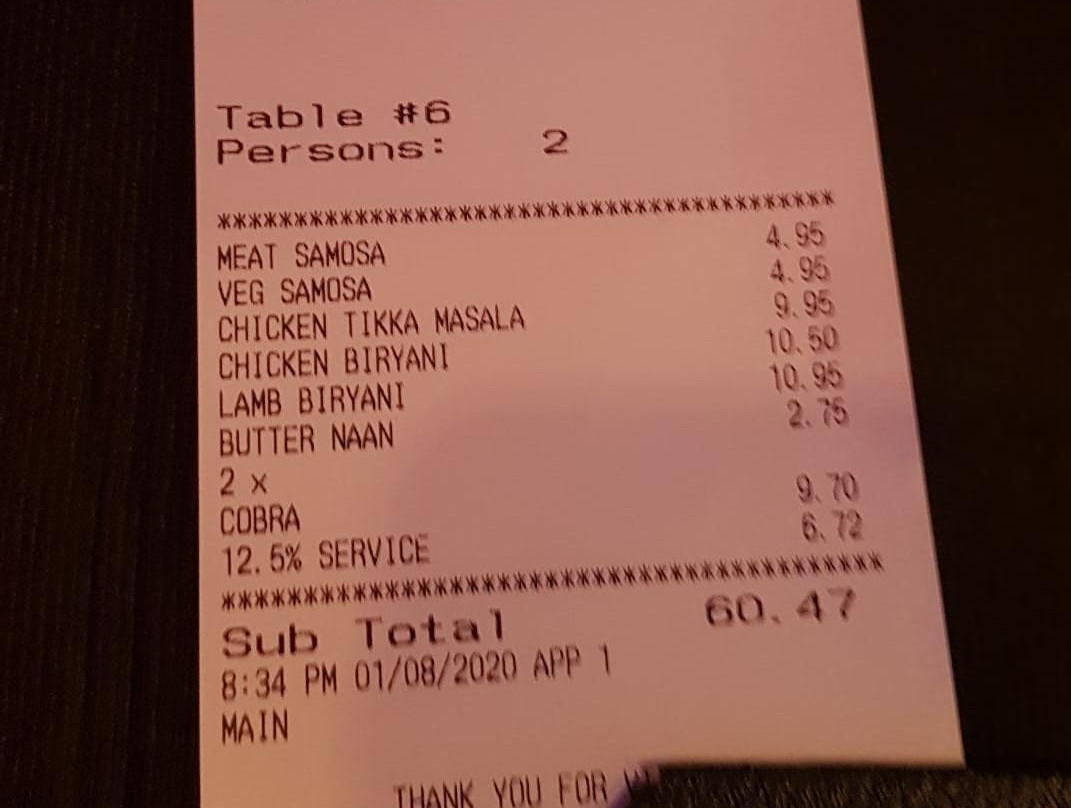 Table #6
Persons: 2
*****************************************
MEAT SAMOSA 4.95
VEG SAMOSA 4.95
CHICKEN TIKKA MASALA 9.95
CHICKEN BIRYANI 10.50
LAMB BIRYANI 10.95
BUTTER NAAN 2.75
2 x
COBRA 9.70
12.5% SERVICE 6.72
*****************************************
Sub Total 60.47
8:34 PM 01/08/2020 APP 1
MAIN
THANK YOU FOR